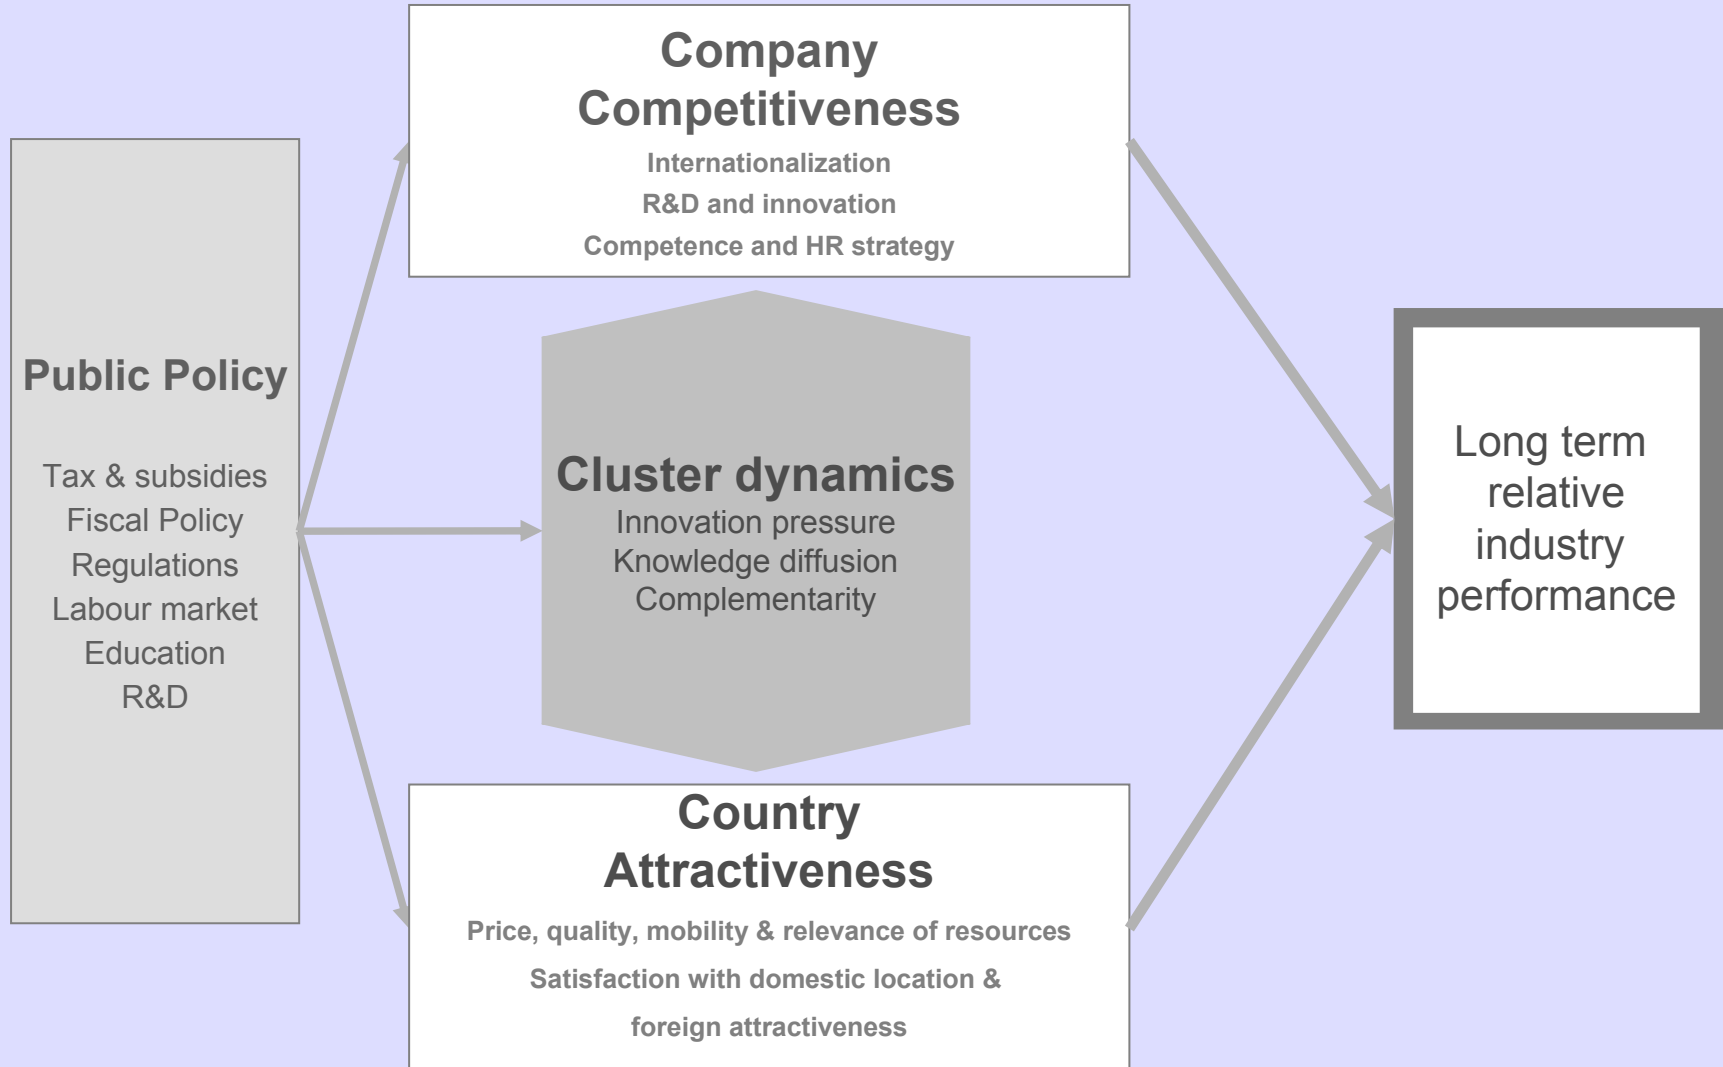 Company
Competitiveness
Internationalization
R&D and innovation
Competence and HR strategy
Public Policy
Tax & subsidies
Fiscal Policy
Regulations
Labour market
Education
R&D
Cluster dynamics
Innovation pressure
Knowledge diffusion
Complementarity
Country
Attractiveness
Price, quality, mobility & relevance of resources
Satisfaction with domestic location &
foreign attractiveness
Long term
relative
industry
performance